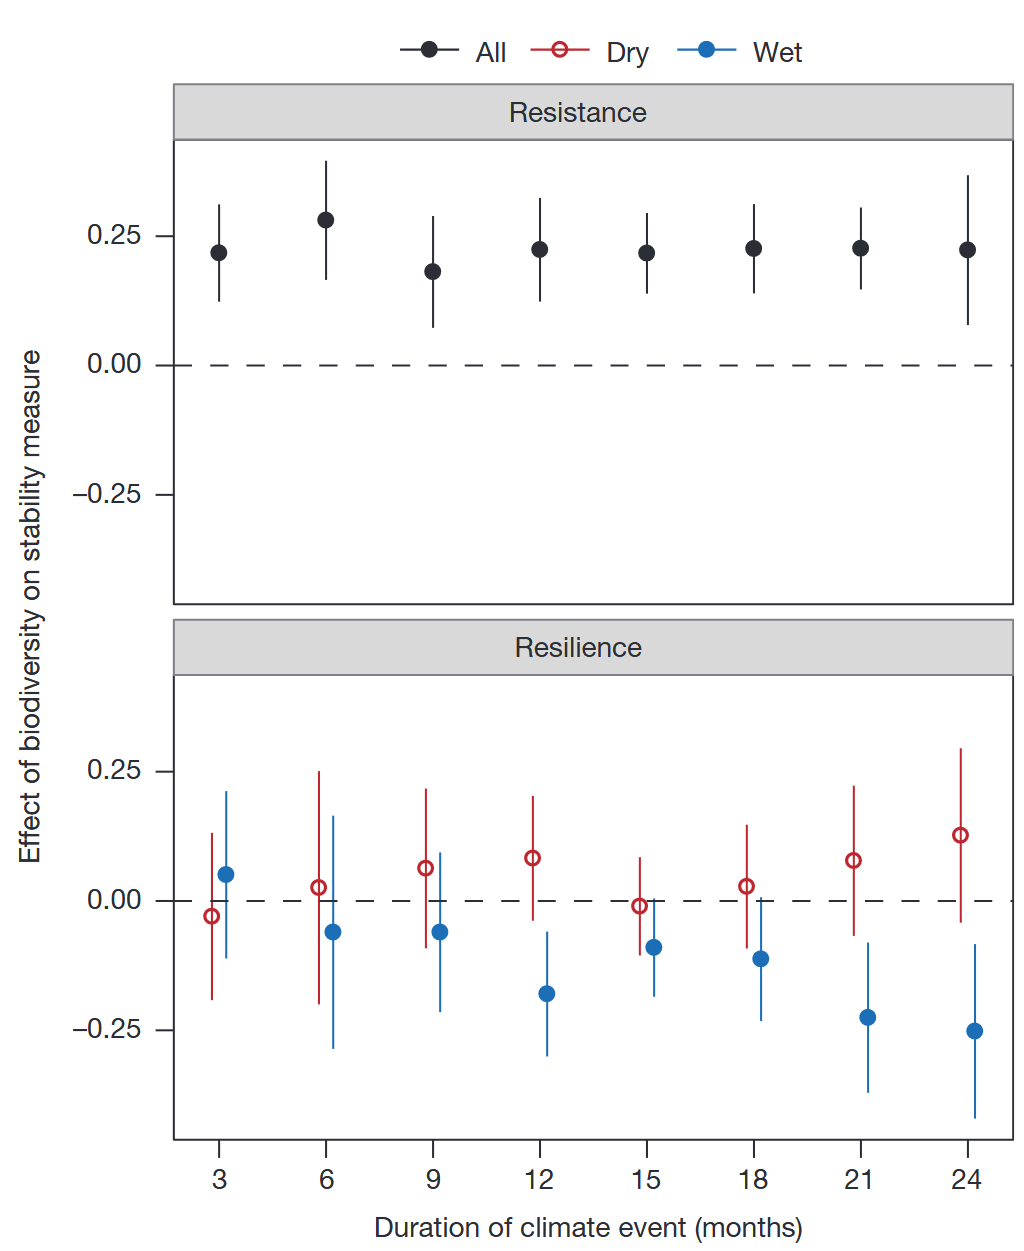 All Dry Wet
Resistance
0.25
0.00
–0.25
Effect of biodiversity on stability measure
Resilience
0.25
0.00
–0.25
3 6 9 12 15 18 21 24
Duration of climate event (months)